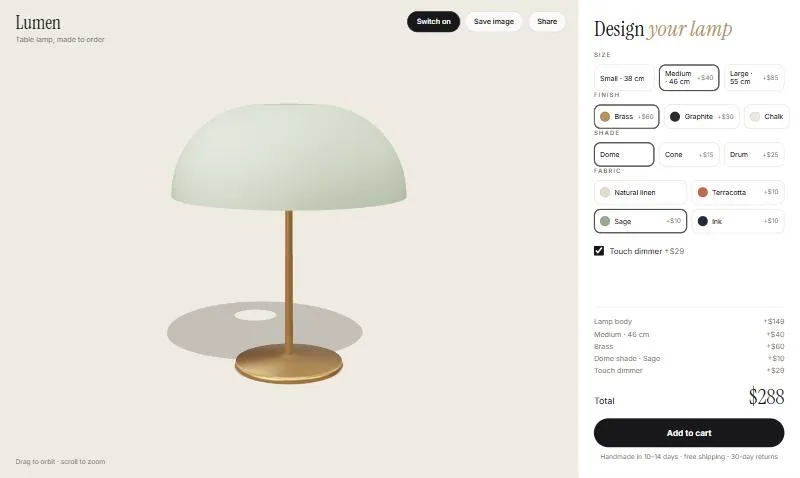 Lumen
Table lamp, made to order
Switch on
Save image
Share
Drag to orbit · scroll to zoom
Design your lamp
SIZE
Small · 38 cm
Medium · 46 cm +$40
Large · 55 cm +$85
FINISH
Brass +$60
Graphite +$30
Chalk
SHADE
Dome
Cone +$15
Drum +$25
FABRIC
Natural linen
Terracotta +$10
Sage +$10
Ink +$10
Touch dimmer +$29
Lamp body +$149
Medium · 46 cm +$40
Brass +$60
Dome shade · Sage +$10
Touch dimmer +$29
Total $288
Add to cart
Handmade in 10–14 days · free shipping · 30-day returns